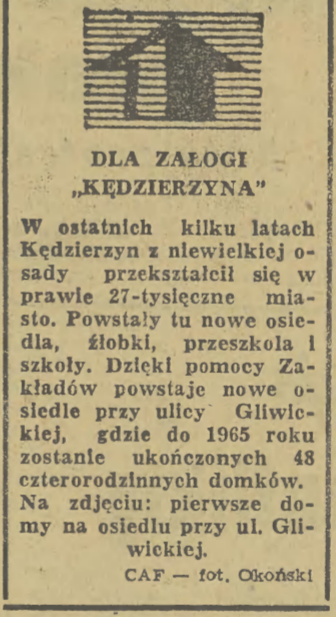 DLA ZAŁOGI
„KĘDZIERZYNA”
W ostatnich kilku latach
Kędzierzyn z niewielkiej o-
sady przekształcił się w
prawie 27-tysięczne mia-
sto. Powstały tu nowe osie-
dla, żłobki, przeszkola i
szkoły. Dzięki pomocy Za-
kładów powstaje nowe o-
siedle przy ulicy Gliwic-
kiej, gdzie do 1965 roku
zostanie ukończonych 48
czterorodzinnych domków.
Na zdjęciu: pierwsze do-
my na osiedlu przy ul. Gli-
wickiej.
CAF — fot. Okoński